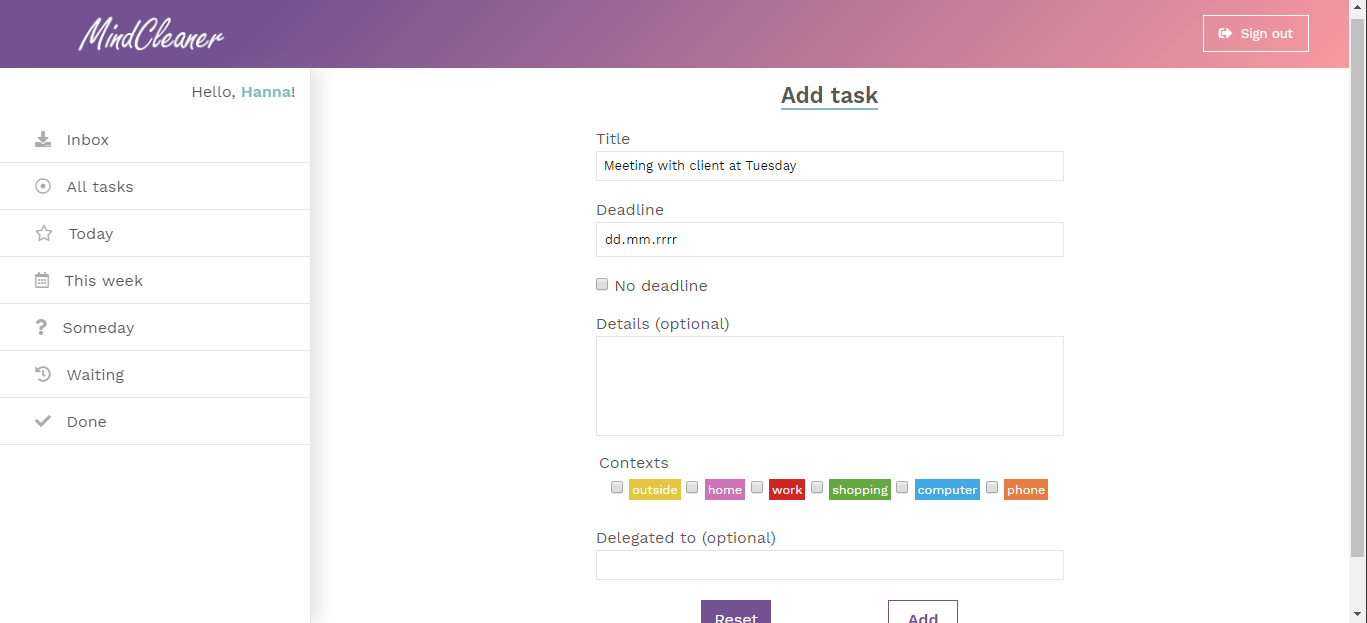 MindCleaner
Sign out
Hello, Hanna!
Inbox
All tasks
Today
This week
Someday
Waiting
Done
Add task
Title
Meeting with client at Tuesday
Deadline
dd.mm.rrrr
No deadline
Details (optional)
Contexts
outside home work shopping computer phone
Delegated to (optional)
Reset Add